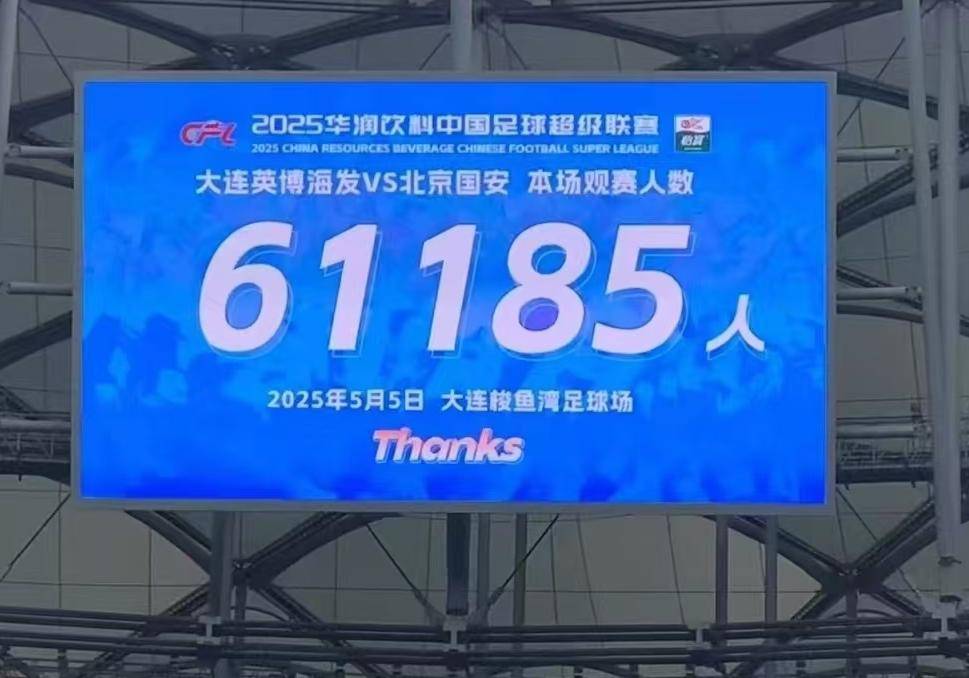 CFL 2025华润饮料中国足球超级联赛 怡宝
2025 CHINA RESOURCES BEVERAGE CHINESE FOOTBALL SUPER LEAGUE
大连英博海发VS北京国安 本场观赛人数
61185人
2025年5月5日 大连梭鱼湾足球场
Thanks